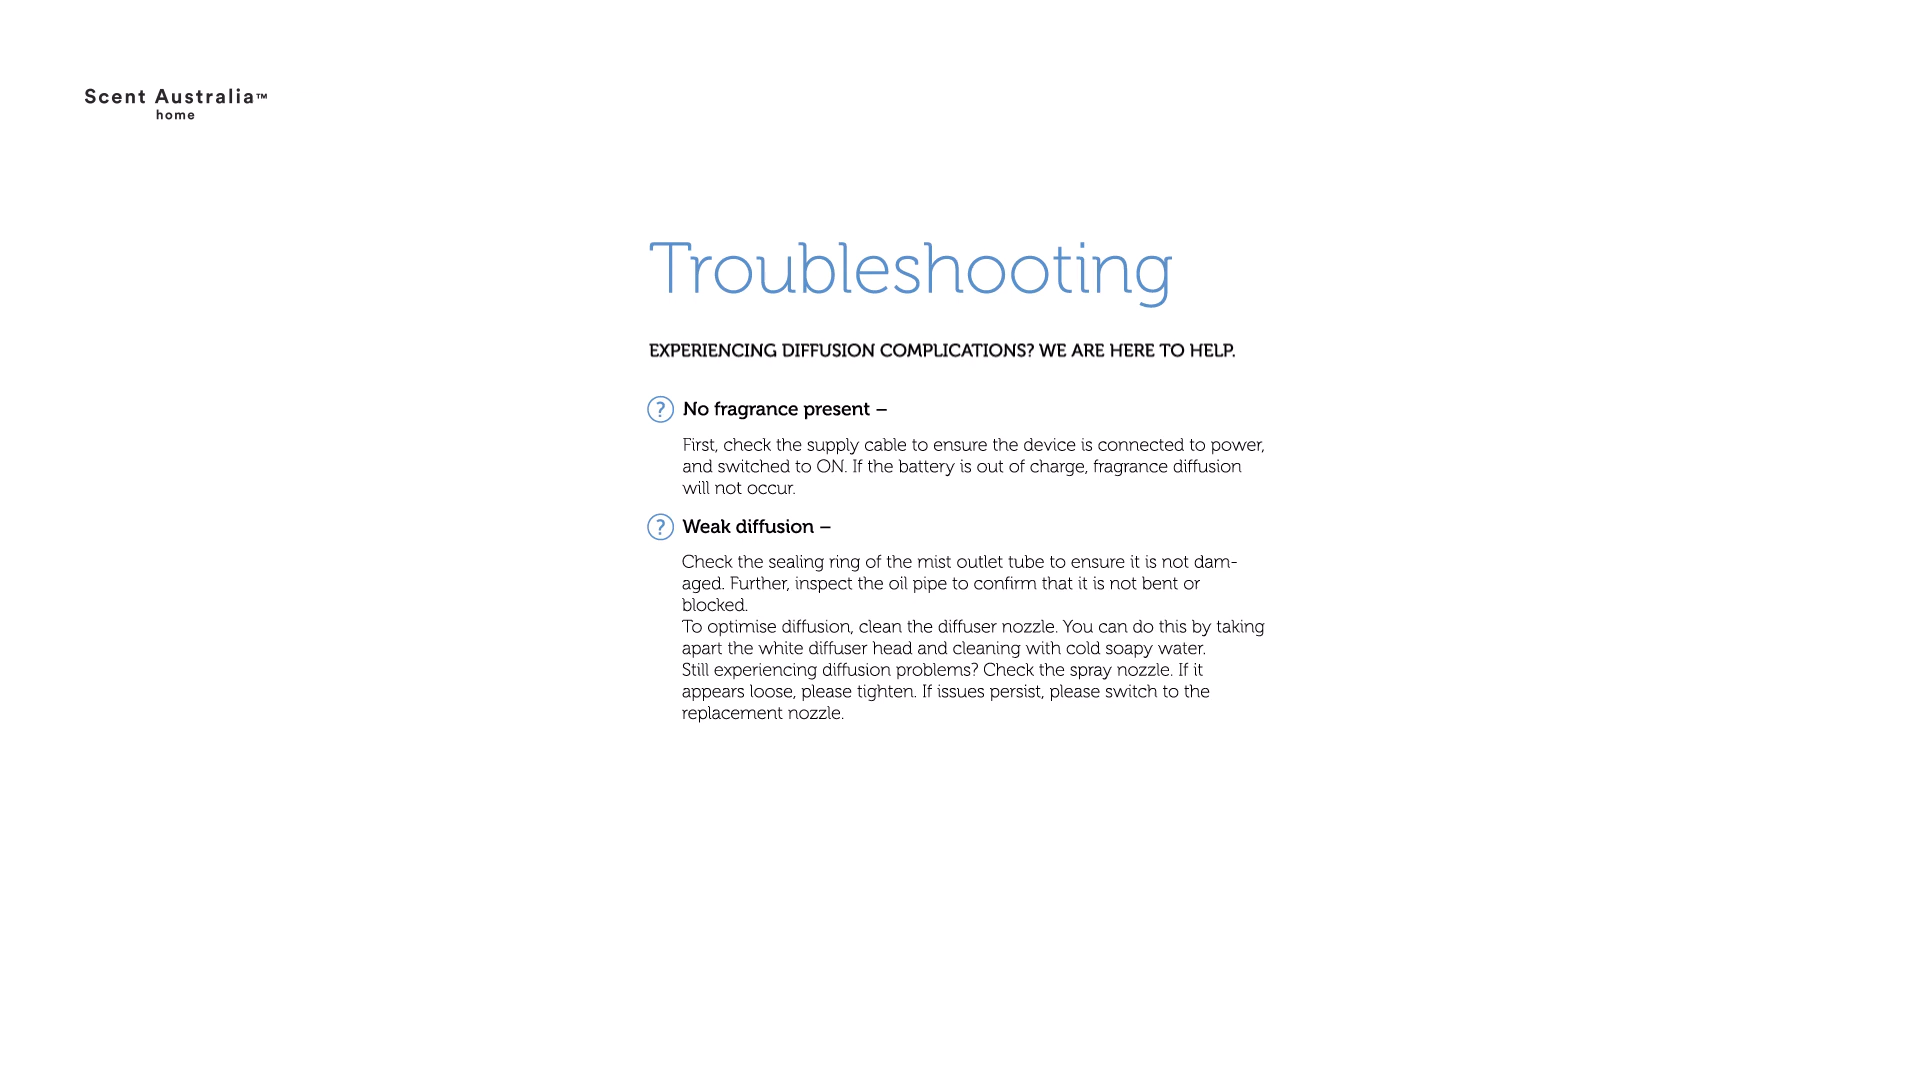 Scent Australia™
home
Troubleshooting
EXPERIENCING DIFFUSION COMPLICATIONS? WE ARE HERE TO HELP.
? No fragrance present –
First, check the supply cable to ensure the device is connected to power,
and switched to ON. If the battery is out of charge, fragrance diffusion
will not occur.
? Weak diffusion –
Check the sealing ring of the mist outlet tube to ensure it is not dam-
aged. Further, inspect the oil pipe to confirm that it is not bent or
blocked.
To optimise diffusion, clean the diffuser nozzle. You can do this by taking
apart the white diffuser head and cleaning with cold soapy water.
Still experiencing diffusion problems? Check the spray nozzle. If it
appears loose, please tighten. If issues persist, please switch to the
replacement nozzle.